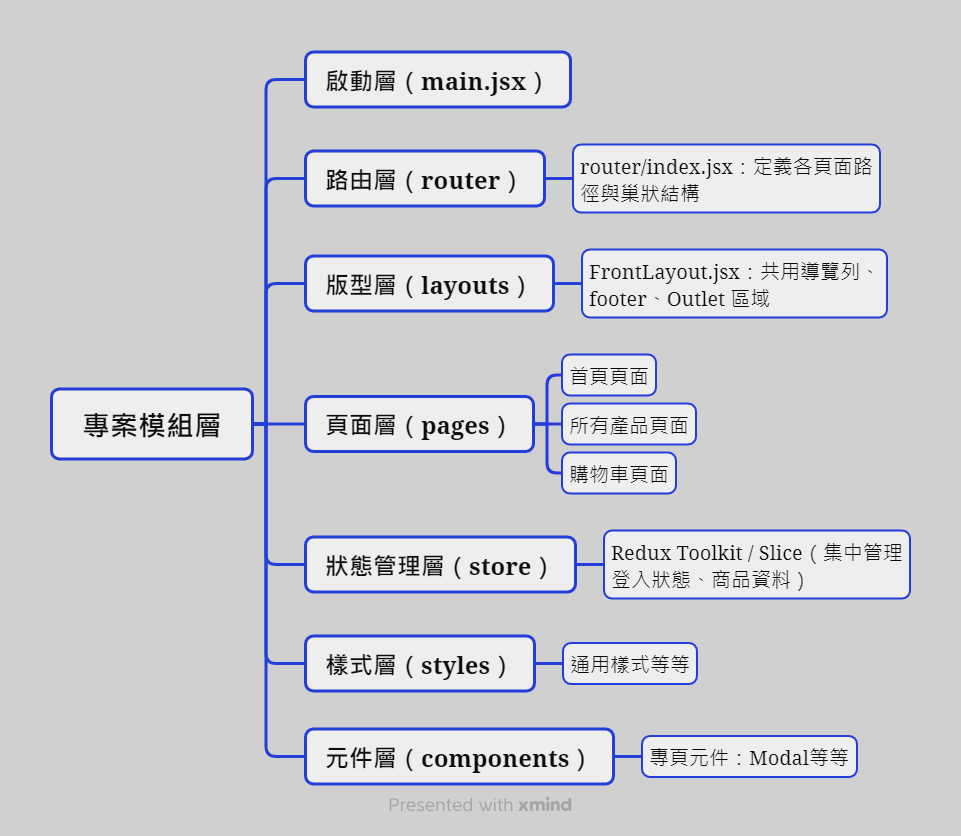 啟動層（main.jsx）
路由層（router）
router/index.jsx：定義各頁面路
徑與巢狀結構
版型層（layouts）
FrontLayout.jsx：共用導覽列、
footer、Outlet 區域
專案模組層
頁面層（pages）
首頁頁面
所有產品頁面
購物車頁面
狀態管理層（store）
Redux Toolkit / Slice（集中管理
登入狀態、商品資料）
樣式層（styles）
通用樣式等等
元件層（components）
專頁元件：Modal等等
Presented with xmind